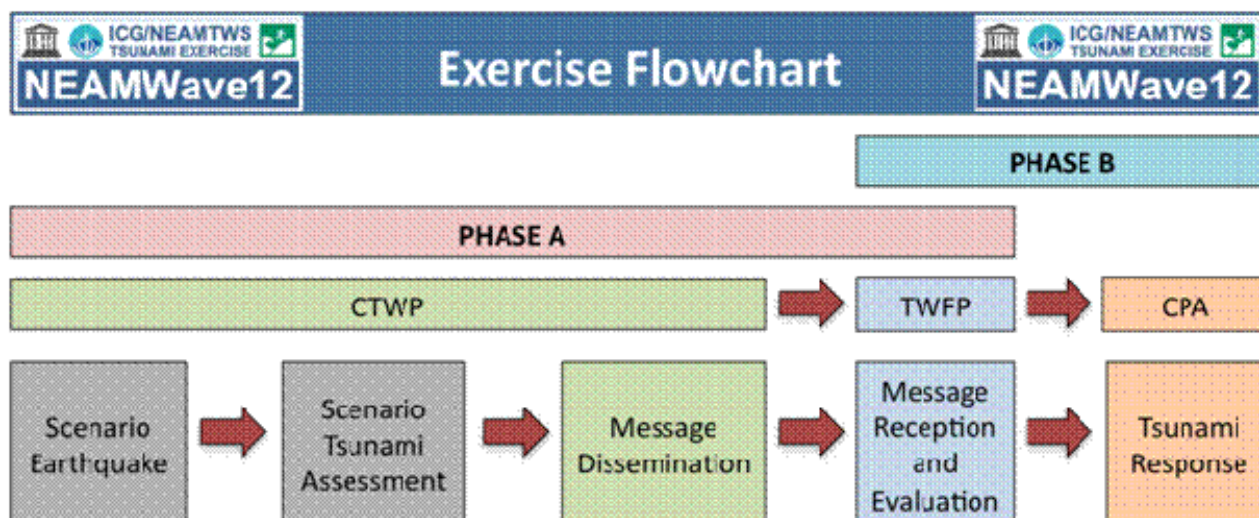 ICG/NEAMTWS
TSUNAMI EXERCISE
NEAMWave12
Exercise Flowchart
ICG/NEAMTWS
TSUNAMI EXERCISE
NEAMWave12
PHASE B
PHASE A
CTWP
TWFP
CPA
Scenario
Earthquake
Scenario
Tsunami
Assessment
Message
Dissemination
Message
Reception
and
Evaluation
Tsunami
Response